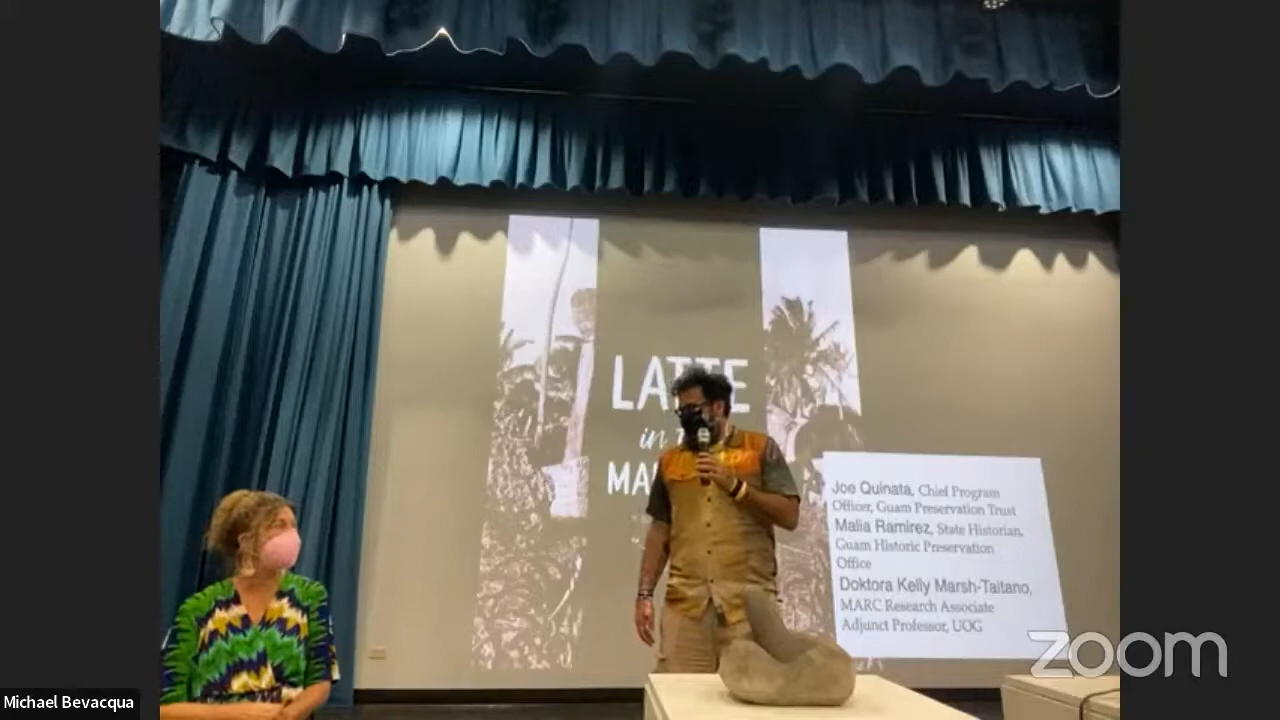 LATTE
in
MA
Joe Quinata, Chief Program
Officer, Guam Preservation Trust
Malia Ramirez, State Historian,
Guam Historic Preservation
Office
Doktora Kelly Marsh-Taitano,
MARC Research Associate
Adjunct Professor, UOG
zoom
Michael Bevacqua